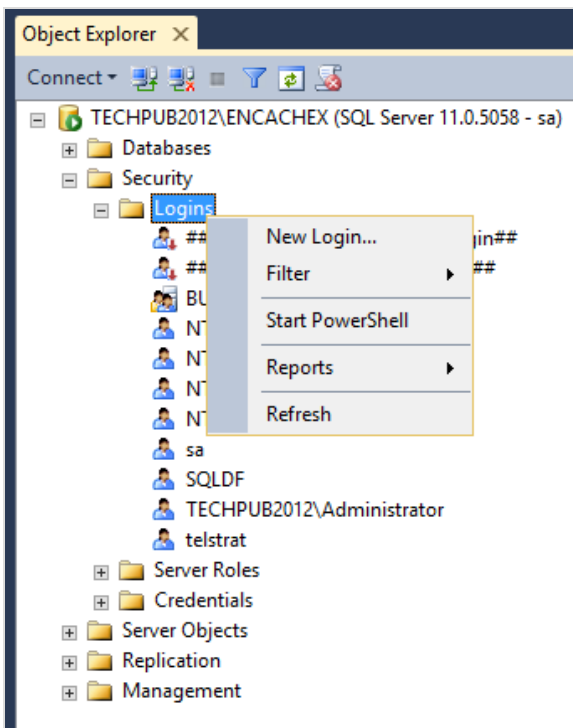 Object Explorer
Connect
TECHPUB2012\ENCACHEX (SQL Server 11.0.5058 - sa)
Databases
Security
Logins
##
gin##
##
##
BU
NT
NT
NT
NT
New Login...
Filter
Start PowerShell
Reports
Refresh
sa
SQLDF
TECHPUB2012\Administrator
telstrat
Server Roles
Credentials
Server Objects
Replication
Management